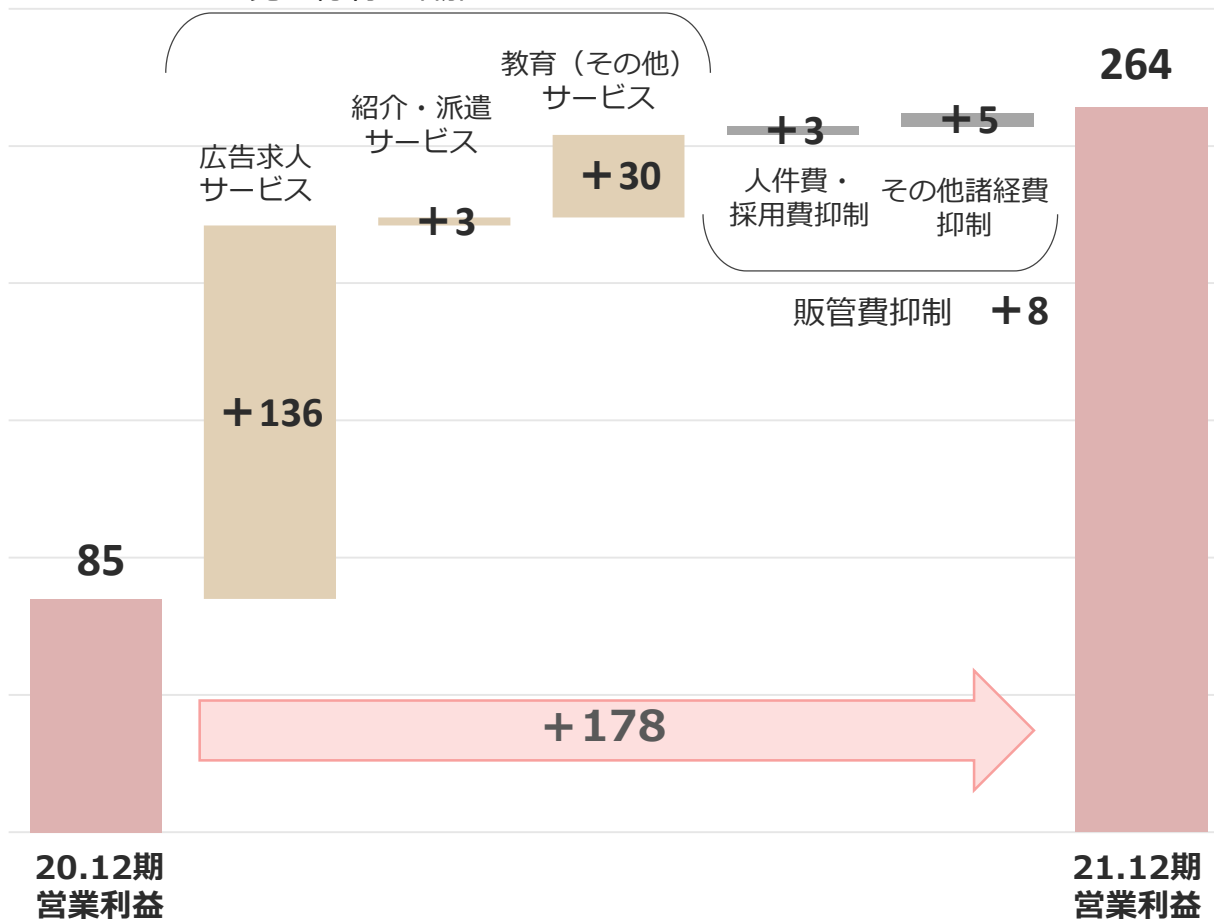 教育（その他）
サービス
264
紹介・派遣
サービス
広告求人
サービス
＋3
＋5
＋30
人件費・
採用費抑制
その他諸経費
抑制
＋3
販管費抑制 ＋8
＋136
85
＋178
20.12期
営業利益
21.12期
営業利益